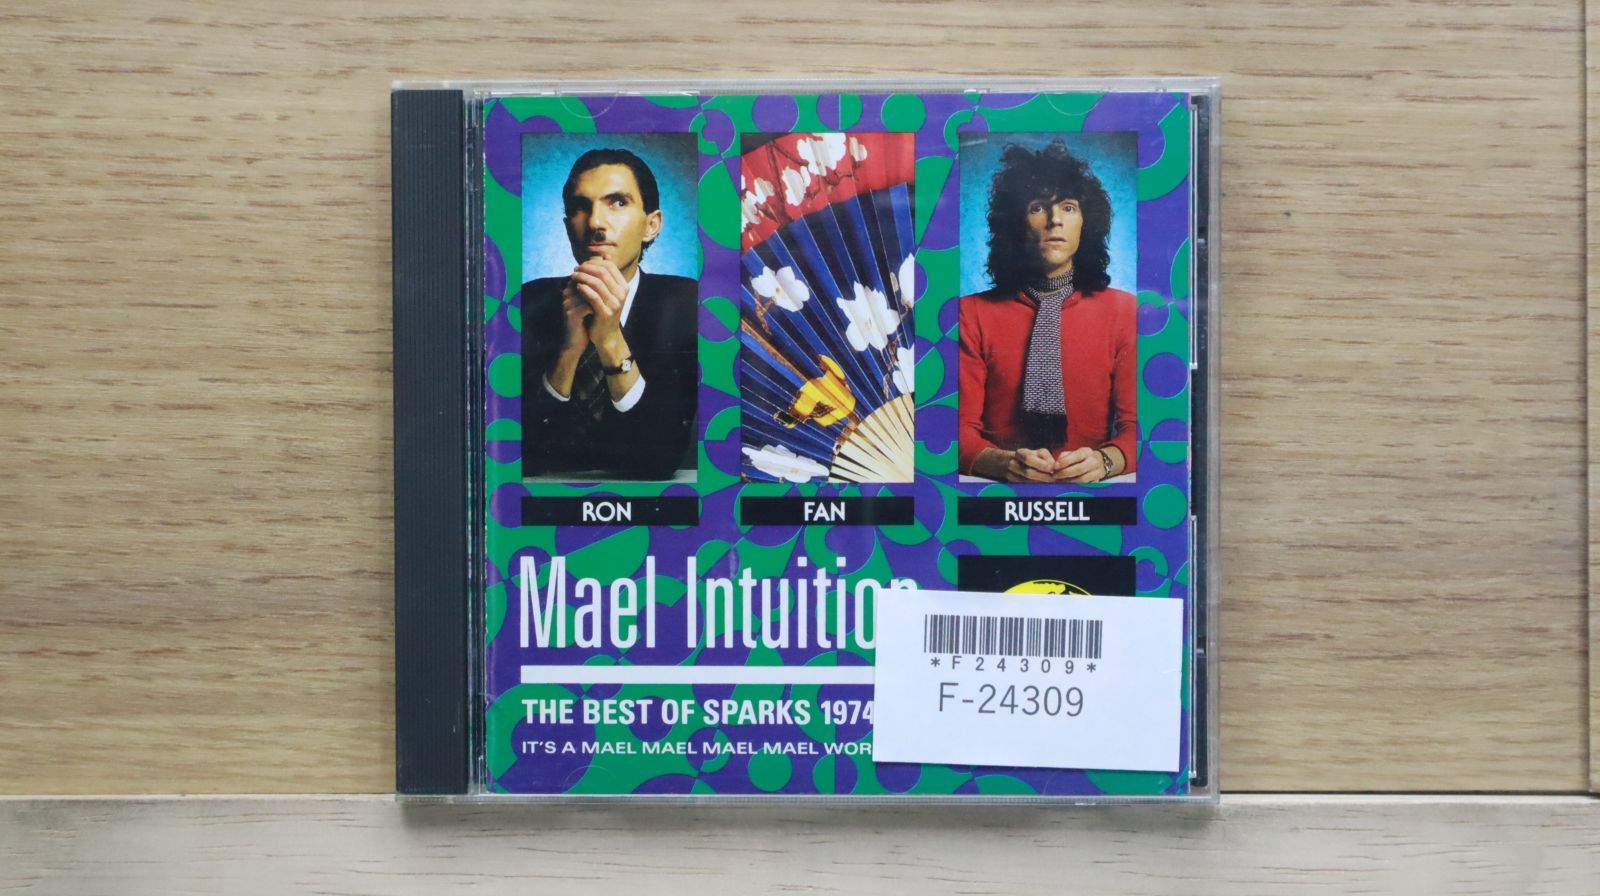 RON
FAN
RUSSELL
Mael Intuition
THE BEST OF SPARKS 1974
IT'S A MAEL MAEL MAEL MAEL WOR
*F24309*
F-24309